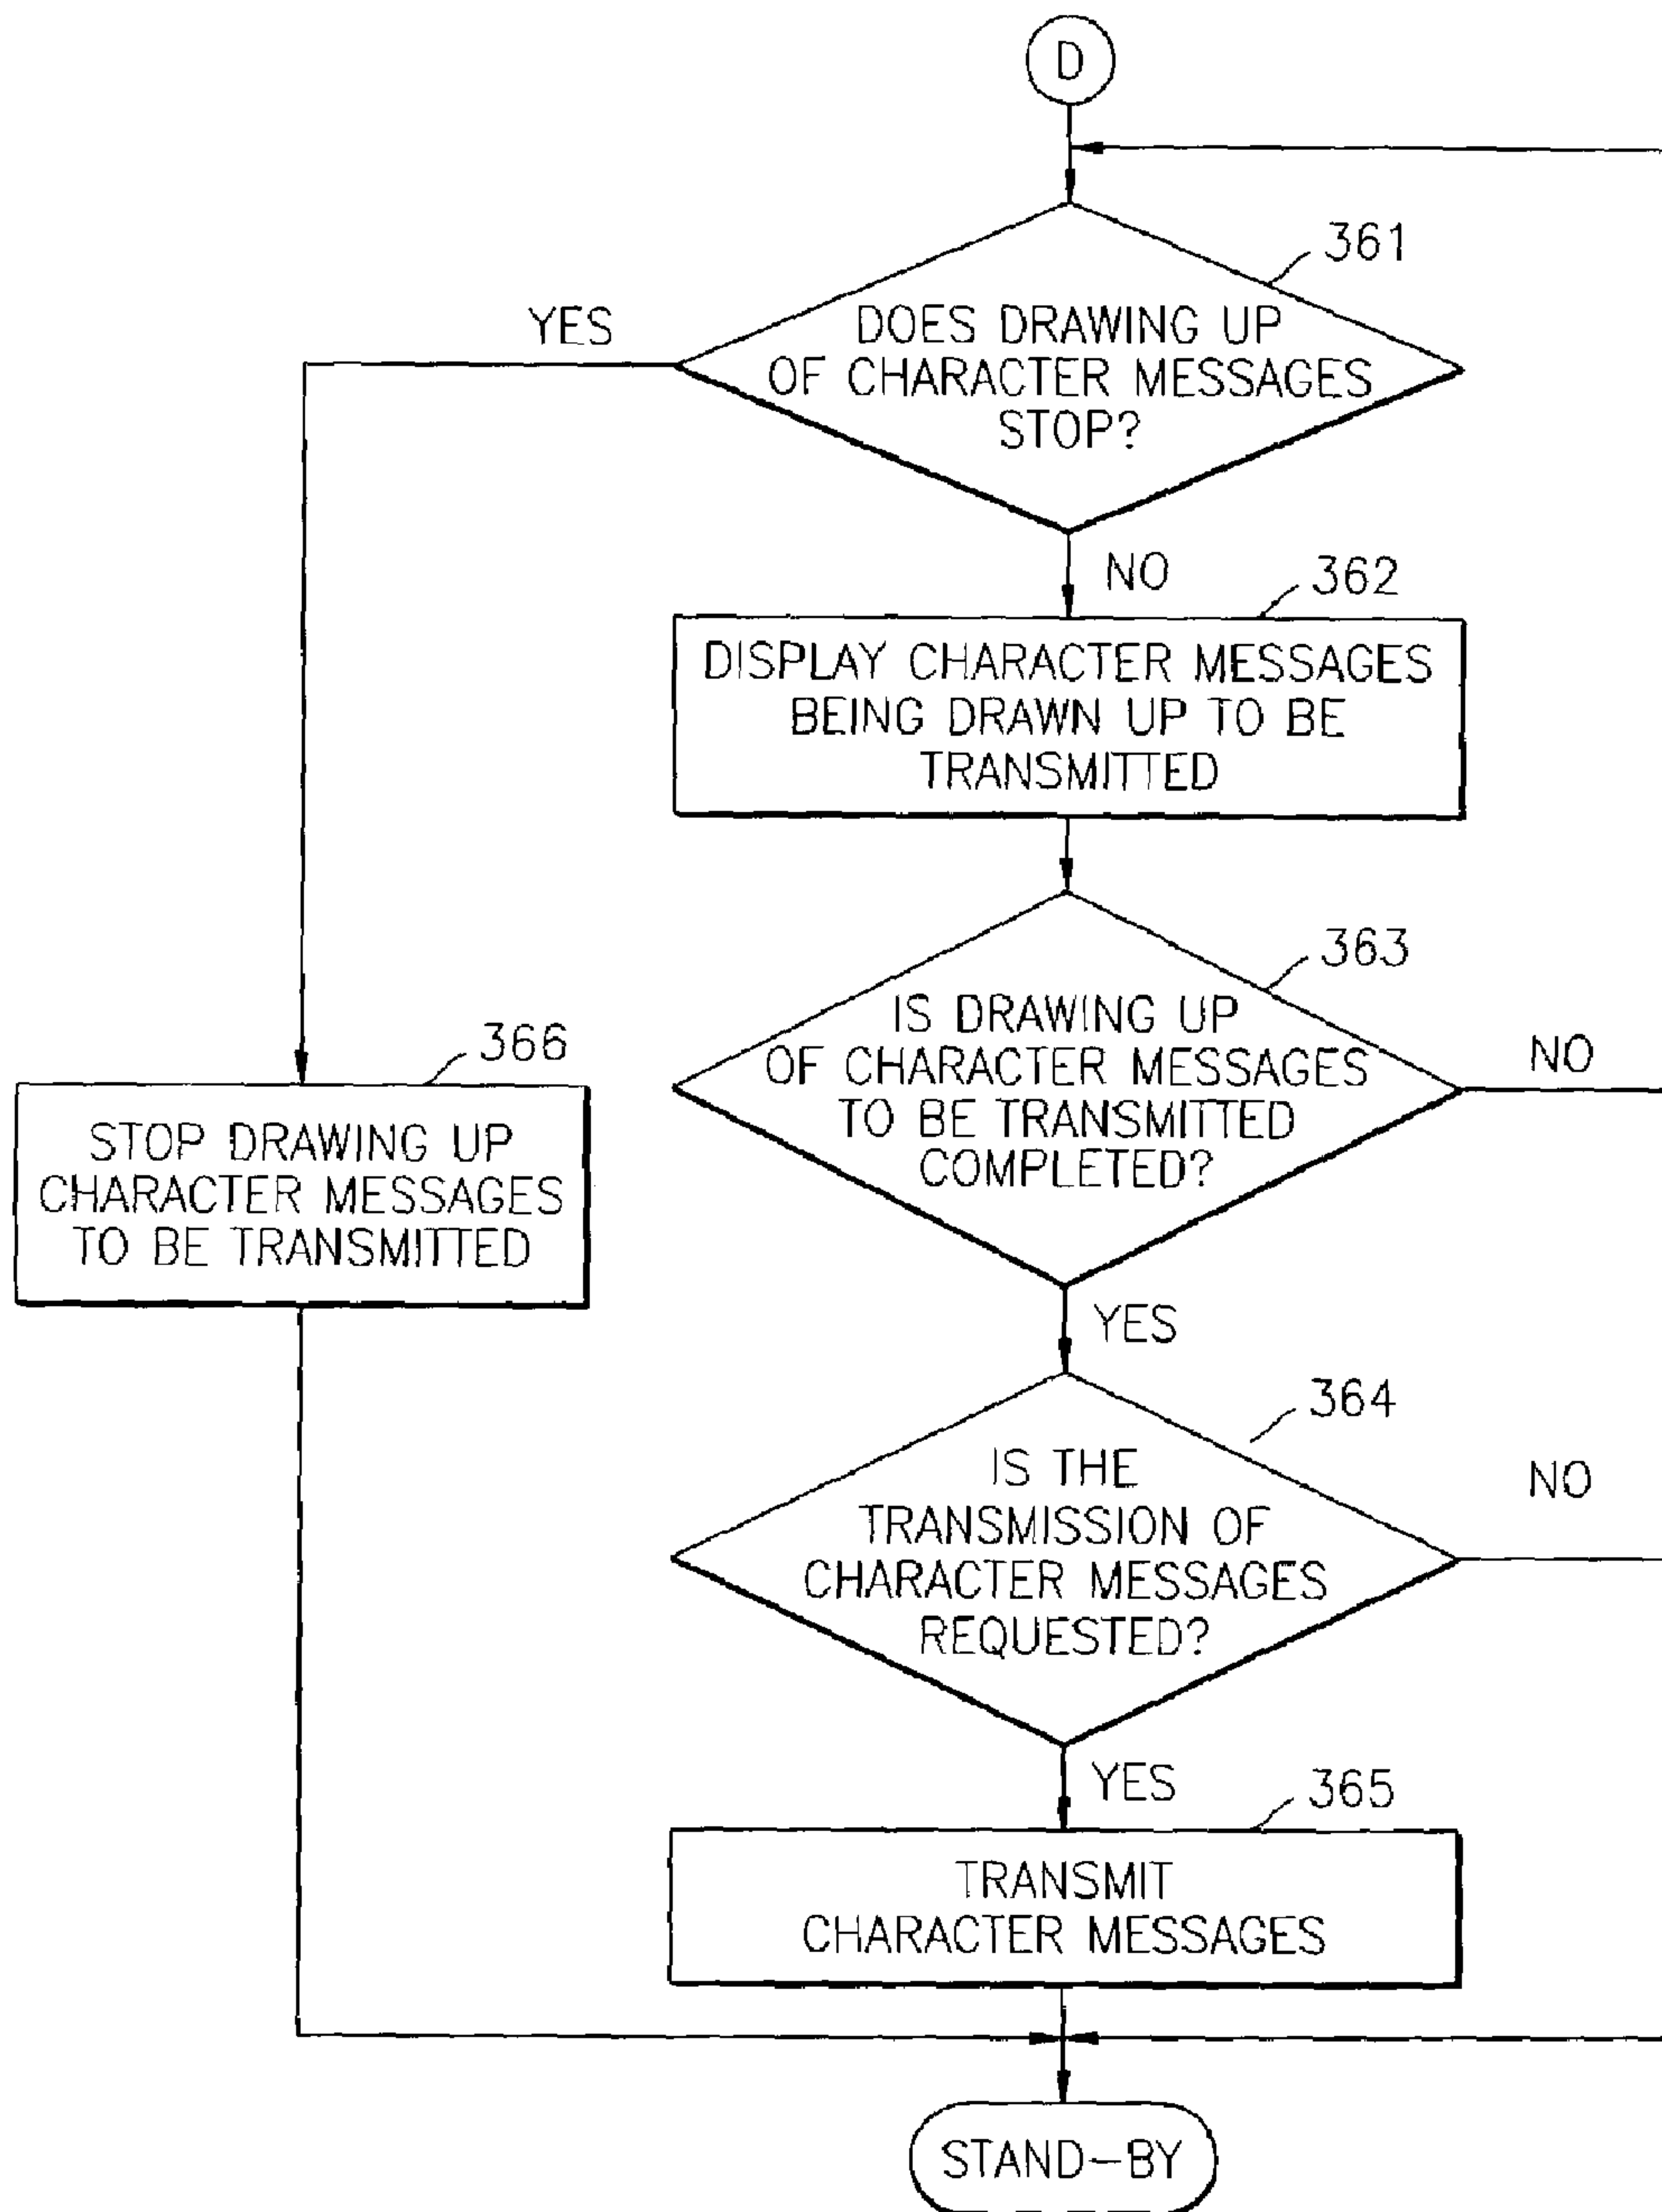 D
361
YES
DOES DRAWING UP
OF CHARACTER MESSAGES
STOP?
NO
362
DISPLAY CHARACTER MESSAGES
BEING DRAWN UP TO BE
TRANSMITTED
363
IS DRAWING UP
OF CHARACTER MESSAGES
TO BE TRANSMITTED
COMPLETED?
NO
366
STOP DRAWING UP
CHARACTER MESSAGES
TO BE TRANSMITTED
YES
364
IS THE
TRANSMISSION OF
CHARACTER MESSAGES
REQUESTED?
NO
YES
365
TRANSMIT
CHARACTER MESSAGES
STAND-BY